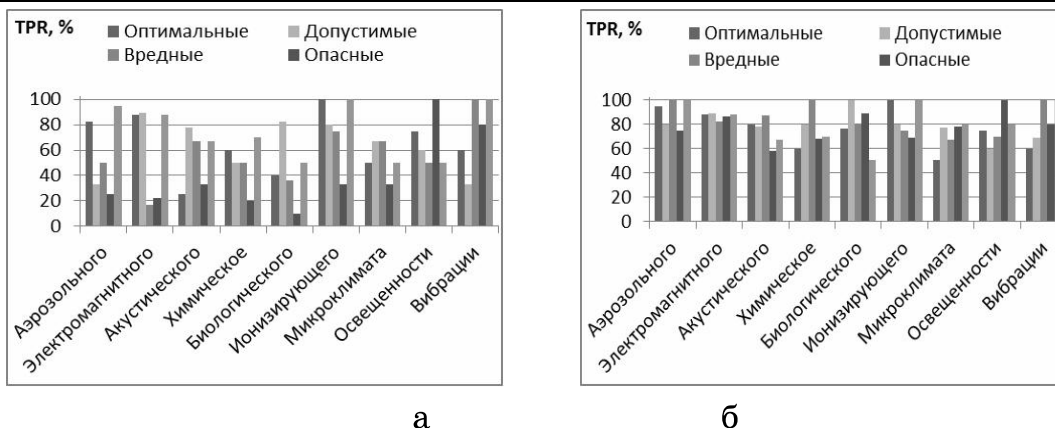 TPR, %
Оптимальные Допустимые
Вредные Опасные
100
80
60
40
20
0
Аэрозольного
Электромагнитного
Акустического
Химическое
Биологического
Ионизирующего
Микроклимата
Освещенности
Вибрации
а
TPR, %
Оптимальные Допустимые
Вредные Опасные
100
80
60
40
20
0
Аэрозольного
Электромагнитного
Акустического
Химическое
Биологического
Ионизирующего
Микроклимата
Освещенности
Вибрации
б